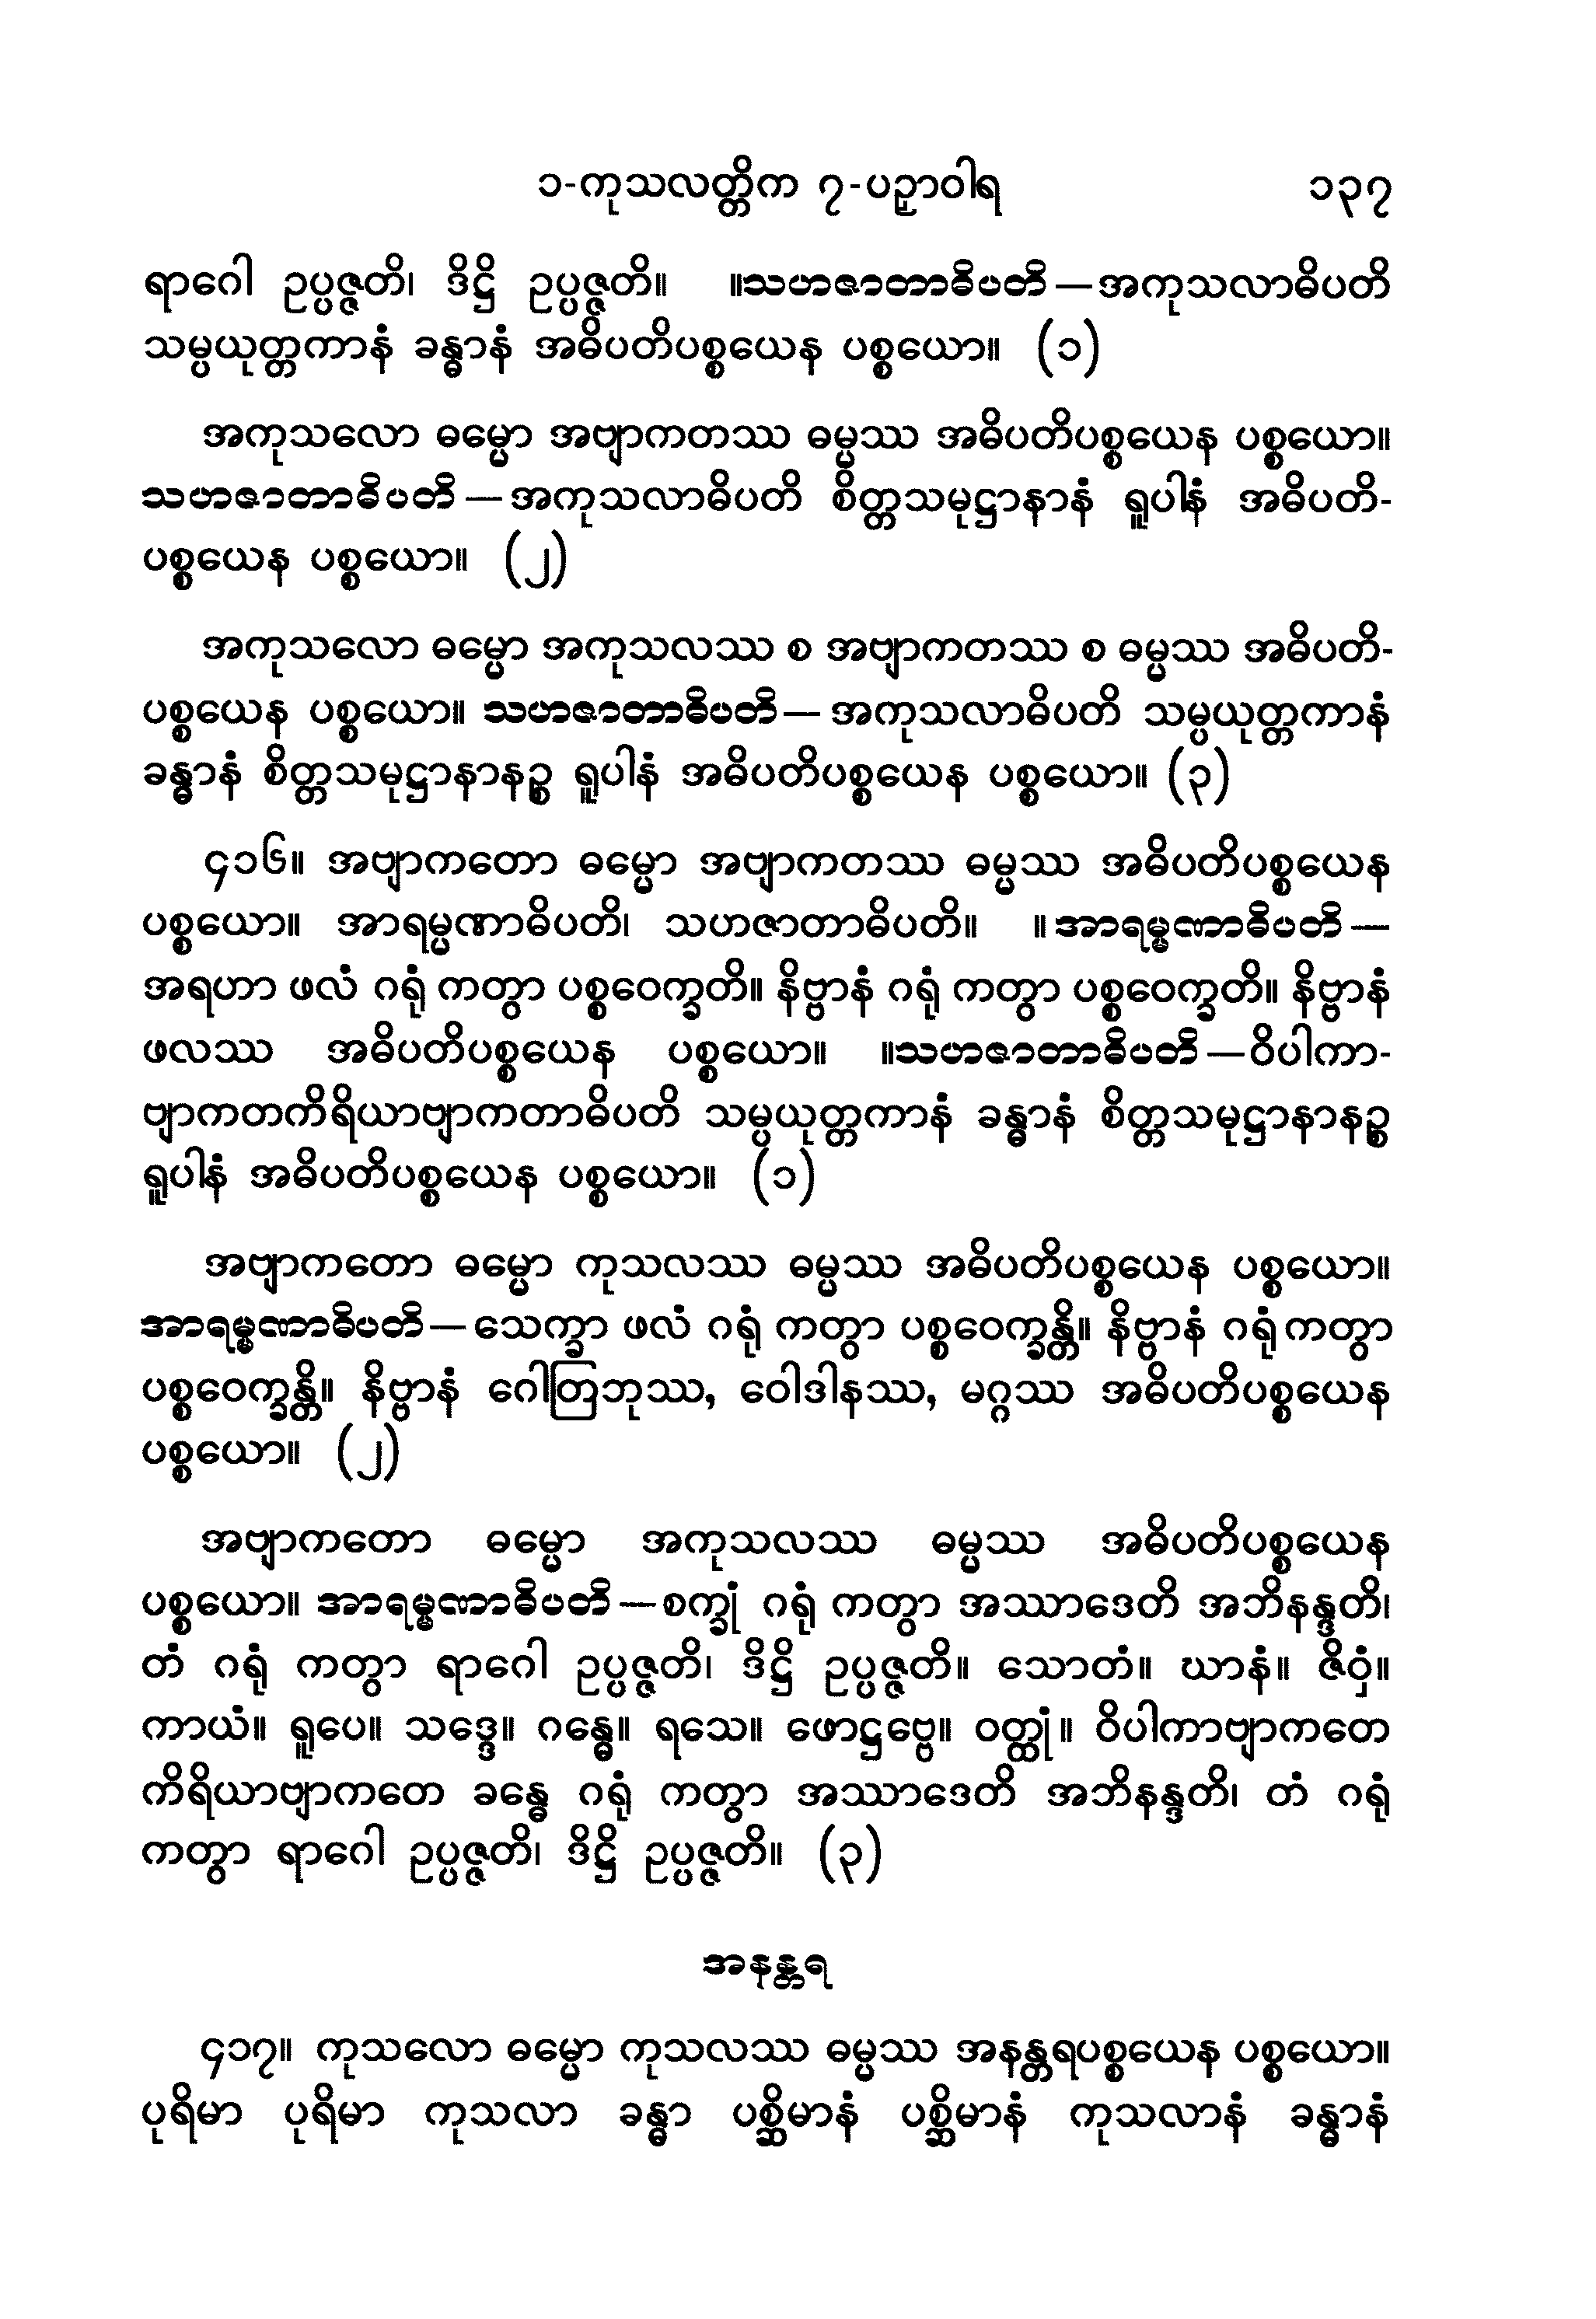 ၁-ကုသလတ္တိက ၇-ပဉှာဝါရ ၁၃၇
ရာဂေါ ဥပ္ပဇ္ဇတိ၊ ဒိဋ္ဌိ ဥပ္ပဇ္ဇတိ။ ။သဟဇာတာဓိပတိ—အကုသလာဓိပတိ
သမ္ပယုတ္တကာနံ ခန္ဓာနံ အဓိပတိပစ္စယေန ပစ္စယော။ (၁)
အကုသလော ဓမ္မော အဗျာကတဿ ဓမ္မဿ အဓိပတိပစ္စယေန ပစ္စယော။
သဟဇာတာဓိပတိ—အကုသလာဓိပတိ စိတ္တသမုဋ္ဌာနာနံ ရူပါနံ အဓိပတိ-
ပစ္စယေန ပစ္စယော။ (၂)
အကုသလော ဓမ္မော အကုသလဿ စ အဗျာကတဿ စ ဓမ္မဿ အဓိပတိ-
ပစ္စယေန ပစ္စယော။ သဟဇာတာဓိပတိ—အကုသလာဓိပတိ သမ္ပယုတ္တကာနံ
ခန္ဓာနံ စိတ္တသမုဋ္ဌာနာနဉ္စ ရူပါနံ အဓိပတိပစ္စယေန ပစ္စယော။ (၃)
၄၁၆။ အဗျာကတော ဓမ္မော အဗျာကတဿ ဓမ္မဿ အဓိပတိပစ္စယေန
ပစ္စယော။ အာရမ္မဏာဓိပတိ၊ သဟဇာတာဓိပတိ။ ။အာရမ္မဏာဓိပတိ—
အရဟာ ဖလံ ဂရုံ ကတွာ ပစ္စဝေက္ခတိ။ နိဗ္ဗာနံ ဂရုံ ကတွာ ပစ္စဝေက္ခတိ။ နိဗ္ဗာနံ
ဖလဿ အဓိပတိပစ္စယေန ပစ္စယော။ ။သဟဇာတာဓိပတိ—ဝိပါကာ-
ဗျာကတကိရိယာဗျာကတာဓိပတိ သမ္ပယုတ္တကာနံ ခန္ဓာနံ စိတ္တသမုဋ္ဌာနာနဉ္စ
ရူပါနံ အဓိပတိပစ္စယေန ပစ္စယော။ (၁)
အဗျာကတော ဓမ္မော ကုသလဿ ဓမ္မဿ အဓိပတိပစ္စယေန ပစ္စယော။
အာရမ္မဏာဓိပတိ—သေက္ခာ ဖလံ ဂရုံ ကတွာ ပစ္စဝေက္ခန္တိ။ နိဗ္ဗာနံ ဂရုံ ကတွာ
ပစ္စဝေက္ခန္တိ။ နိဗ္ဗာနံ ဂေါတြဘုဿ, ဝေါဒါနဿ, မဂ္ဂဿ အဓိပတိပစ္စယေန
ပစ္စယော။ (၂)
အဗျာကတော ဓမ္မော အကုသလဿ ဓမ္မဿ အဓိပတိပစ္စယေန
ပစ္စယော။ အာရမ္မဏာဓိပတိ—စက္ခုံ ဂရုံ ကတွာ အဿာဒေတိ အဘိနန္ဒတိ၊
တံ ဂရုံ ကတွာ ရာဂေါ ဥပ္ပဇ္ဇတိ၊ ဒိဋ္ဌိ ဥပ္ပဇ္ဇတိ။ သောတံ။ ဃာနံ။ ဇိဝှံ။
ကာယံ။ ရူပေ။ သဒ္ဒေ။ ဂန္ဓေ။ ရသေ။ ဖောဋ္ဌဗ္ဗေ။ ဝတ္ထုံ။ ဝိပါကာဗျာကတေ
ကိရိယာဗျာကတေ ခန္ဓေ ဂရုံ ကတွာ အဿာဒေတိ အဘိနန္ဒတိ၊ တံ ဂရုံ
ကတွာ ရာဂေါ ဥပ္ပဇ္ဇတိ၊ ဒိဋ္ဌိ ဥပ္ပဇ္ဇတိ။ (၃)
အနန္တရ
၄၁၇။ ကုသလော ဓမ္မော ကုသလဿ ဓမ္မဿ အနန္တရပစ္စယေန ပစ္စယော။
ပုရိမာ ပုရိမာ ကုသလာ ခန္ဓာ ပစ္ဆိမာနံ ပစ္ဆိမာနံ ကုသလာနံ ခန္ဓာနံ